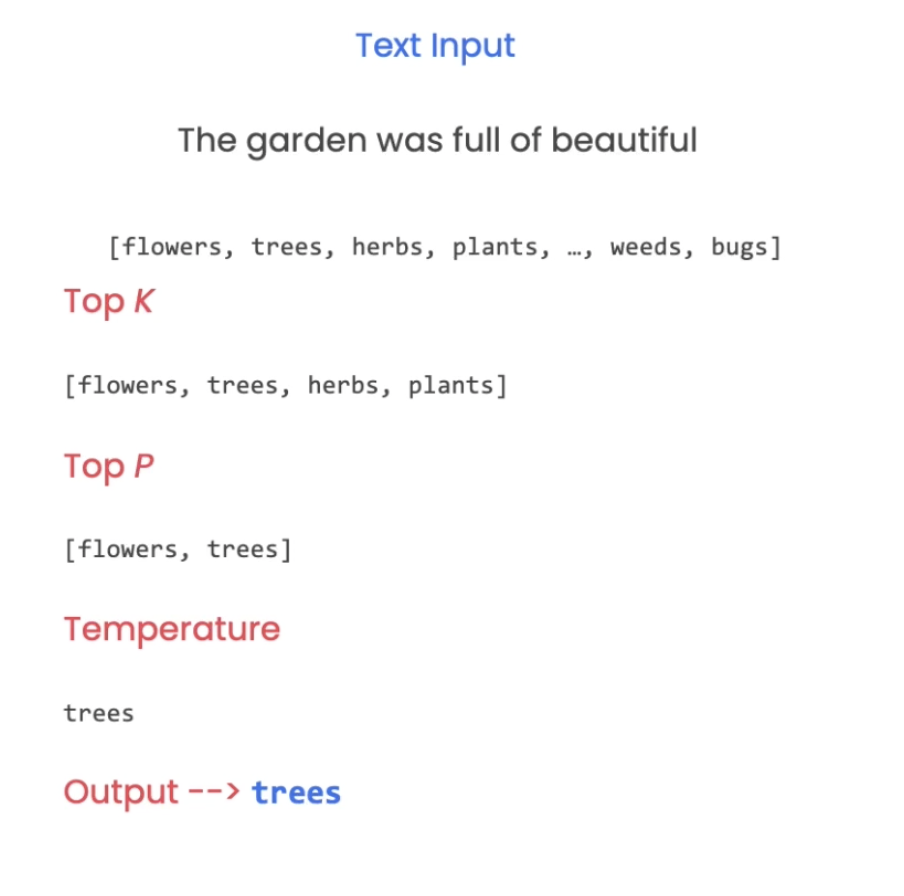 Text Input
The garden was full of beautiful
[flowers, trees, herbs, plants, …, weeds, bugs]
Top K
[flowers, trees, herbs, plants]
Top P
[flowers, trees]
Temperature
trees
Output --> trees